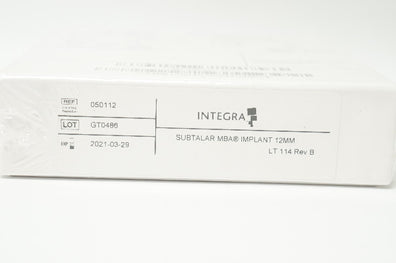 REF 050112
LOT GT0486
2021-03-29
INTEGRA
SUBTALAR MBA® IMPLANT 12MM
LT 114 Rev B